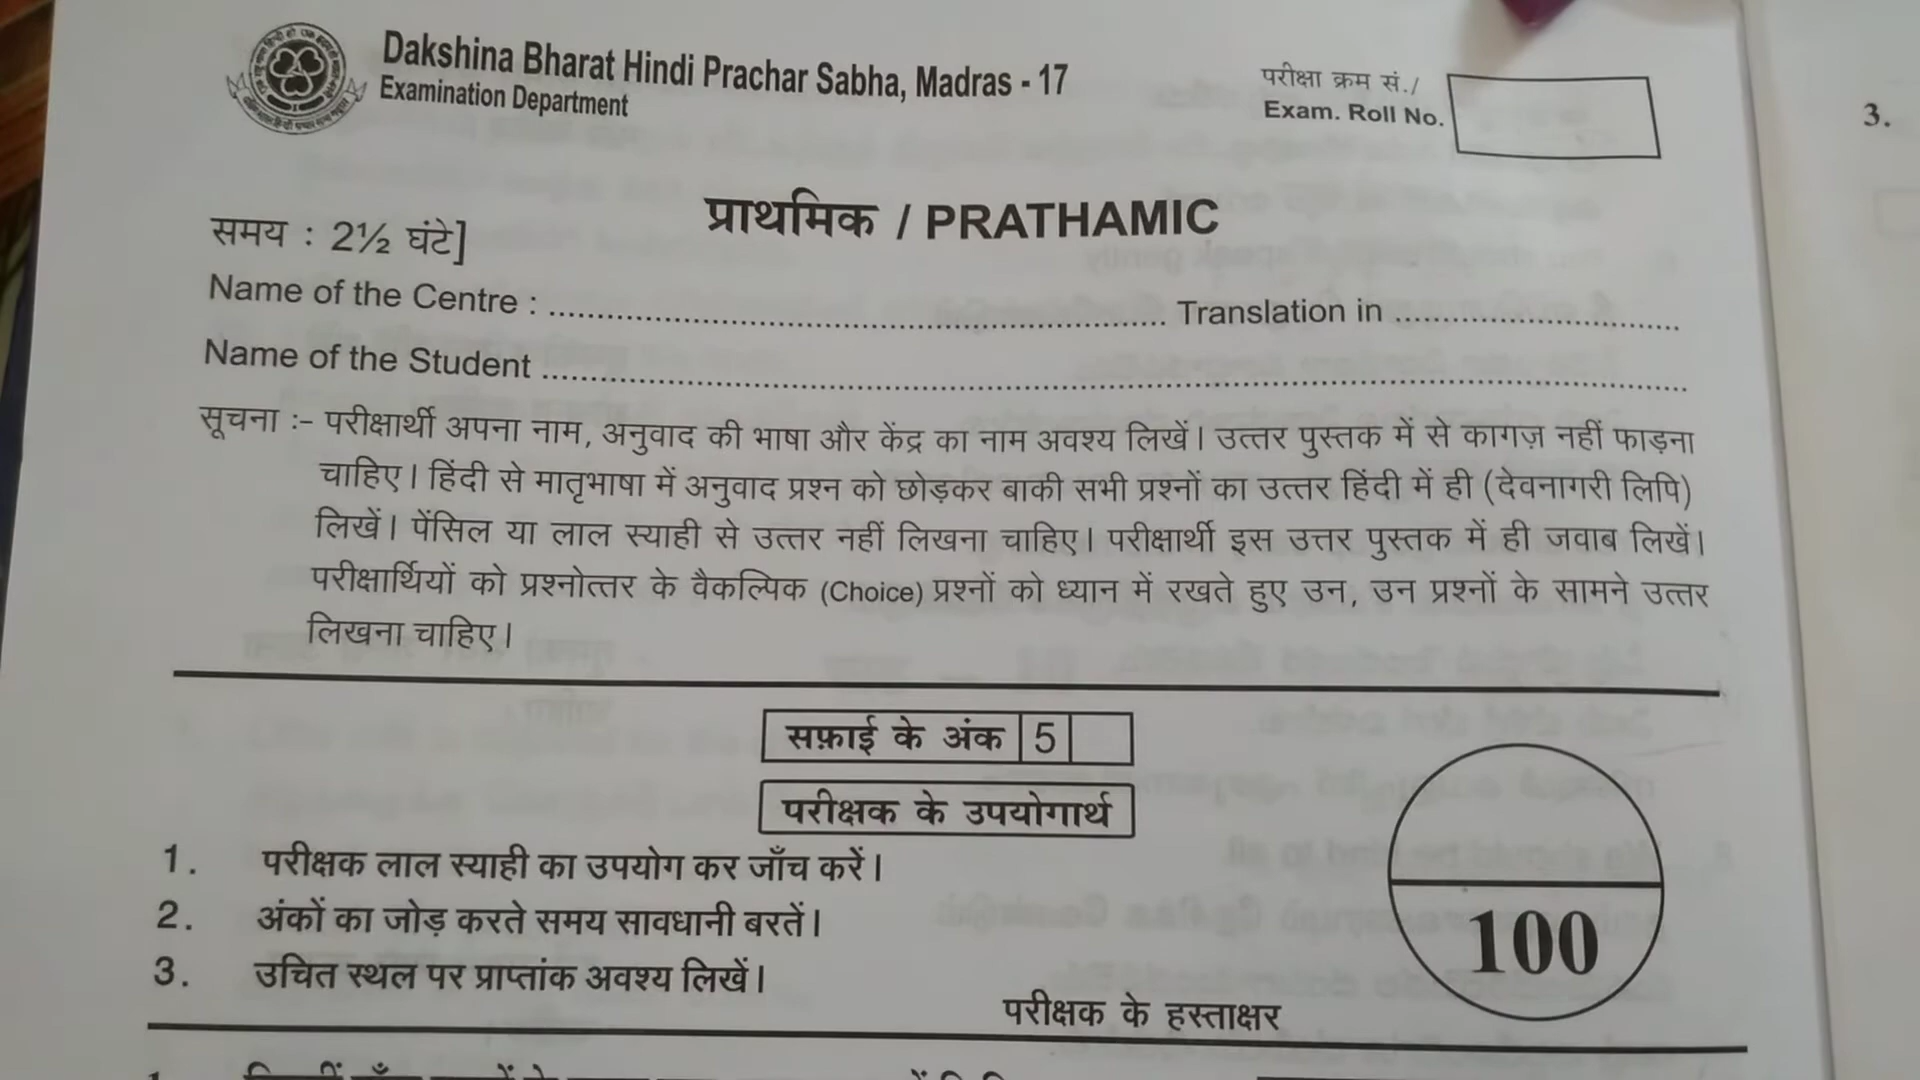 Dakshina Bharat Hindi Prachar Sabha, Madras - 17
Examination Department
परीक्षा क्रम सं./
Exam. Roll No.
3.
प्राथमिक / PRATHAMIC
समय : 2½ घंटे]
Name of the Centre : ........................................ Translation in ....................
Name of the Student ........................................
सूचना :- परीक्षार्थी अपना नाम, अनुवाद की भाषा और केंद्र का नाम अवश्य लिखें। उत्तर पुस्तक में से कागज़ नहीं फाड़ना
चाहिए। हिंदी से मातृभाषा में अनुवाद प्रश्न को छोड़कर बाकी सभी प्रश्नों का उत्तर हिंदी में ही (देवनागरी लिपि)
लिखें। पेंसिल या लाल स्याही से उत्तर नहीं लिखना चाहिए। परीक्षार्थी इस उत्तर पुस्तक में ही जवाब लिखें।
परीक्षार्थियों को प्रश्नोत्तर के वैकल्पिक (Choice) प्रश्नों को ध्यान में रखते हुए उन, उन प्रश्नों के सामने उत्तर
लिखना चाहिए।
सफ़ाई के अंक 5
परीक्षक के उपयोगार्थ
1. परीक्षक लाल स्याही का उपयोग कर जाँच करें।
2. अंकों का जोड़ करते समय सावधानी बरतें।
3. उचित स्थल पर प्राप्तांक अवश्य लिखें।
100
परीक्षक के हस्ताक्षर